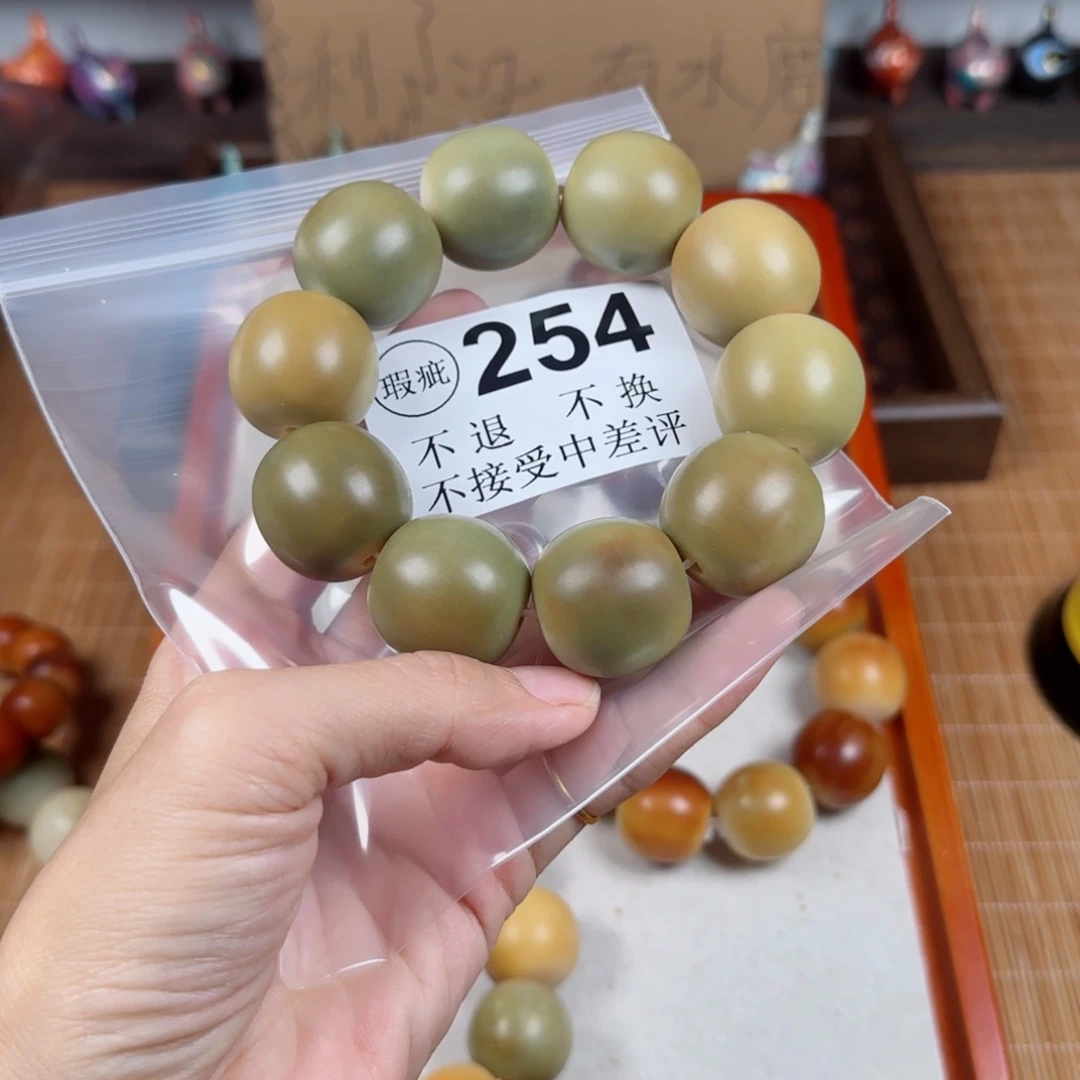 瑕疵 254
不退 不换
不接受中差评